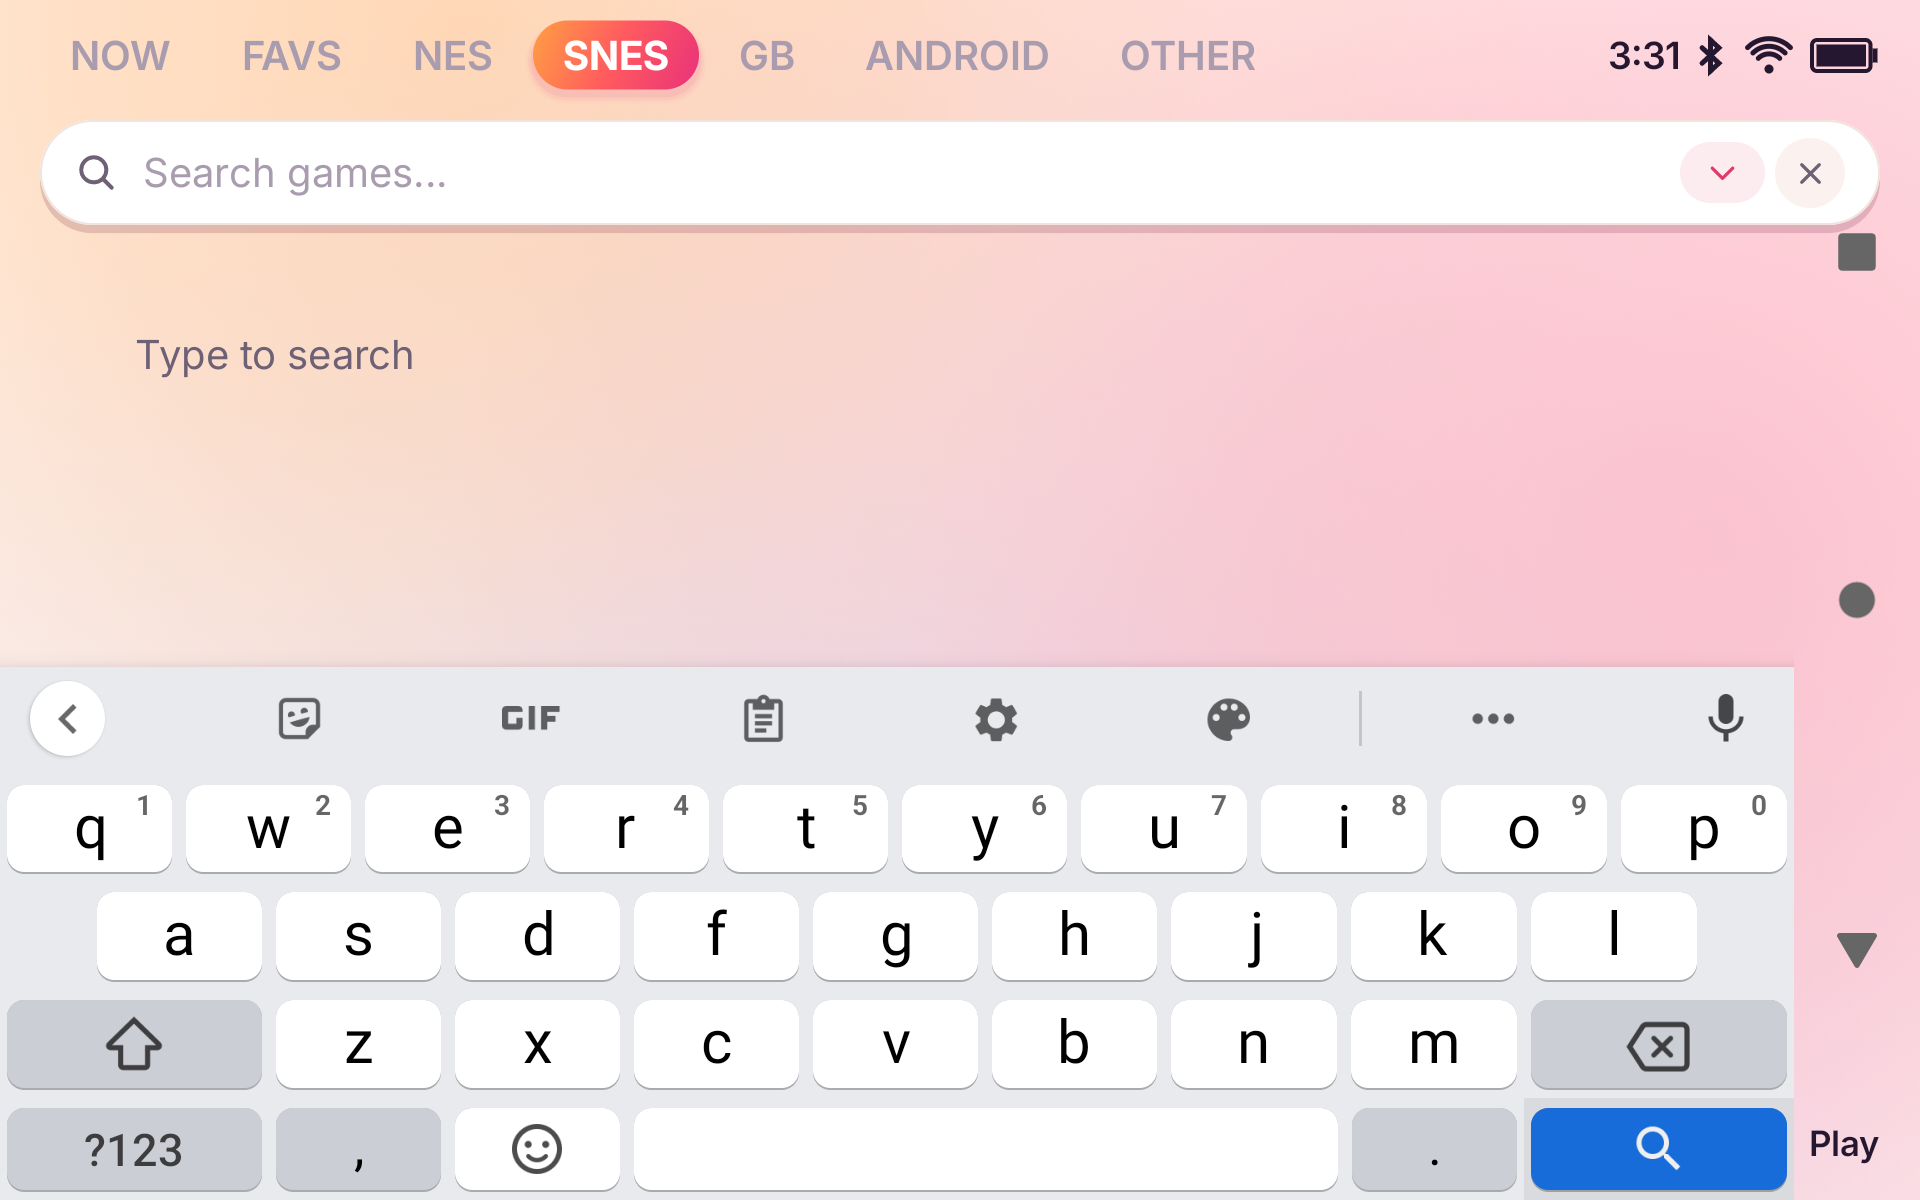 NOW FAVS NES SNES GB ANDROID OTHER 3:31
Search games...
Type to search
GIF
q 1 w 2 e 3 r 4 t 5 y 6 u 7 i 8 o 9 p 0
a s d f g h j k l
z x c v b n m
?123 , . Play